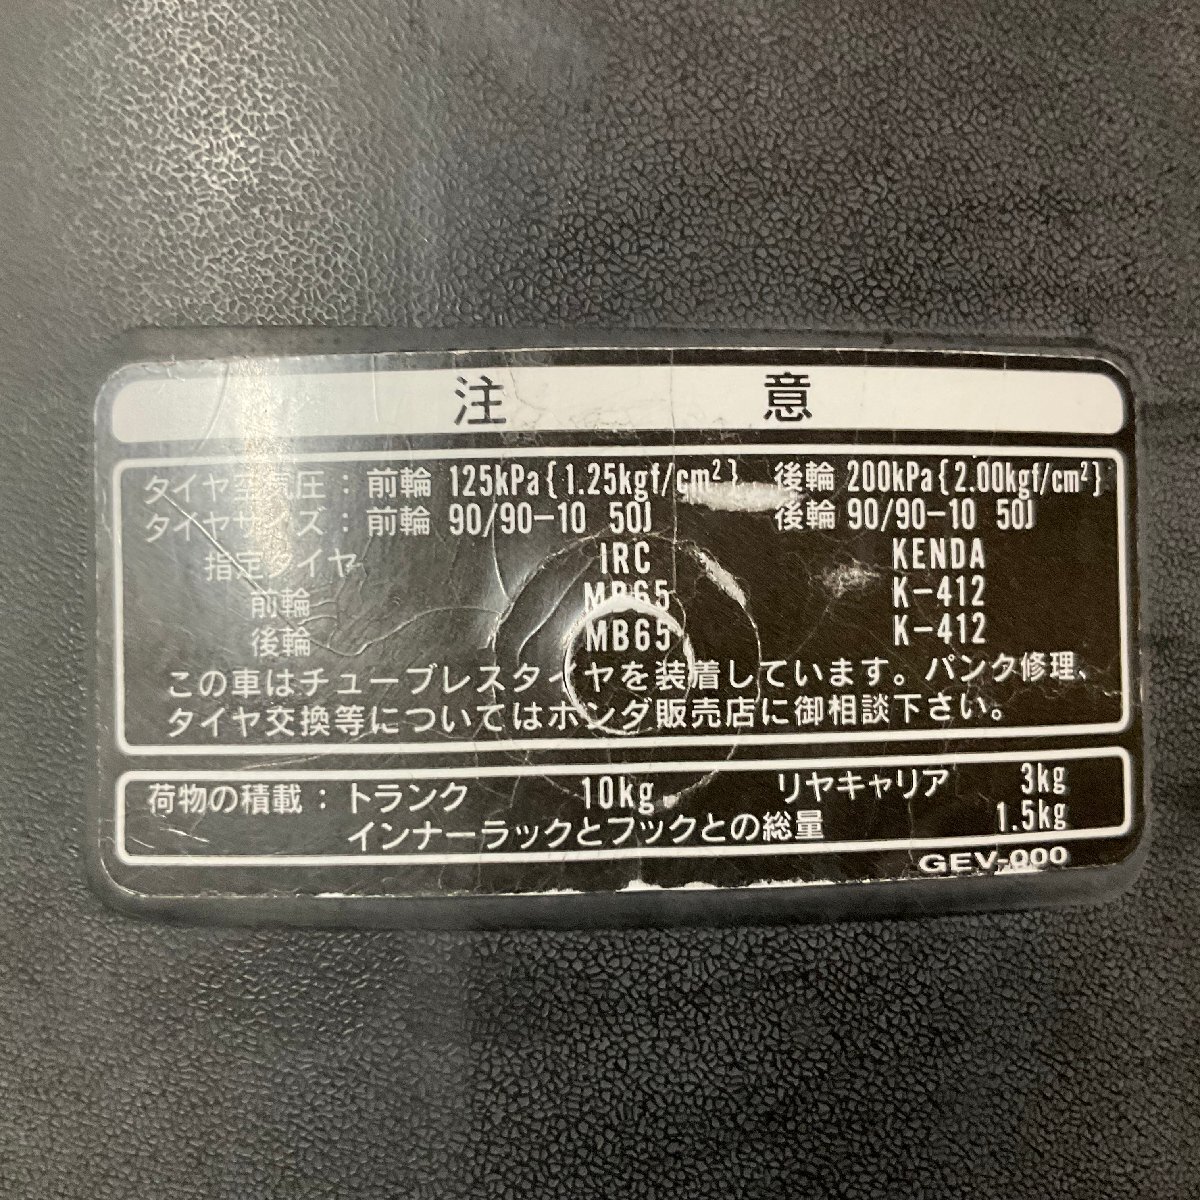 注 意
タイヤ空気圧：前輪 125kPa{1.25kgf/cm²} 後輪 200kPa{2.00kgf/cm²}
タイヤサイズ：前輪 90/90-10 50J 後輪 90/90-10 50J
指定タイヤ IRC KENDA
前輪 MB65 K-412
後輪 MB65 K-412
この車はチューブレスタイヤを装着しています。パンク修理、
タイヤ交換等についてはホンダ販売店に御相談下さい。
荷物の積載：トランク 10kg リヤキャリア 3kg
インナーラックとフックとの総量 1.5kg
GEV-000